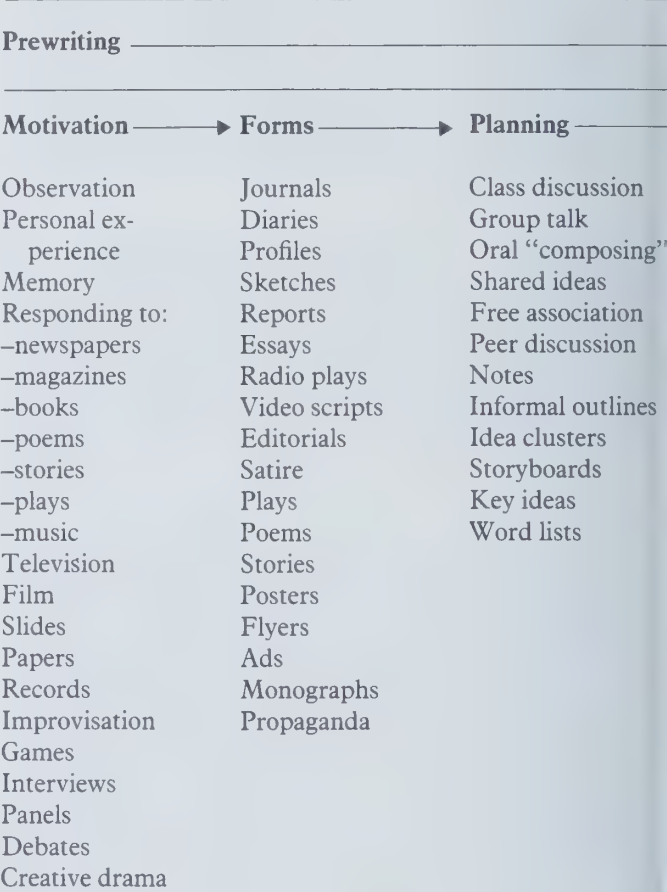 Prewriting
Motivation → Forms → Planning
Observation
Personal ex-
perience
Memory
Responding to:
–newspapers
–magazines
–books
–poems
–stories
–plays
–music
Television
Film
Slides
Papers
Records
Improvisation
Games
Interviews
Panels
Debates
Creative drama
Journals
Diaries
Profiles
Sketches
Reports
Essays
Radio plays
Video scripts
Editorials
Satire
Plays
Poems
Stories
Posters
Flyers
Ads
Monographs
Propaganda
Class discussion
Group talk
Oral “composing”
Shared ideas
Free association
Peer discussion
Notes
Informal outlines
Idea clusters
Storyboards
Key ideas
Word lists